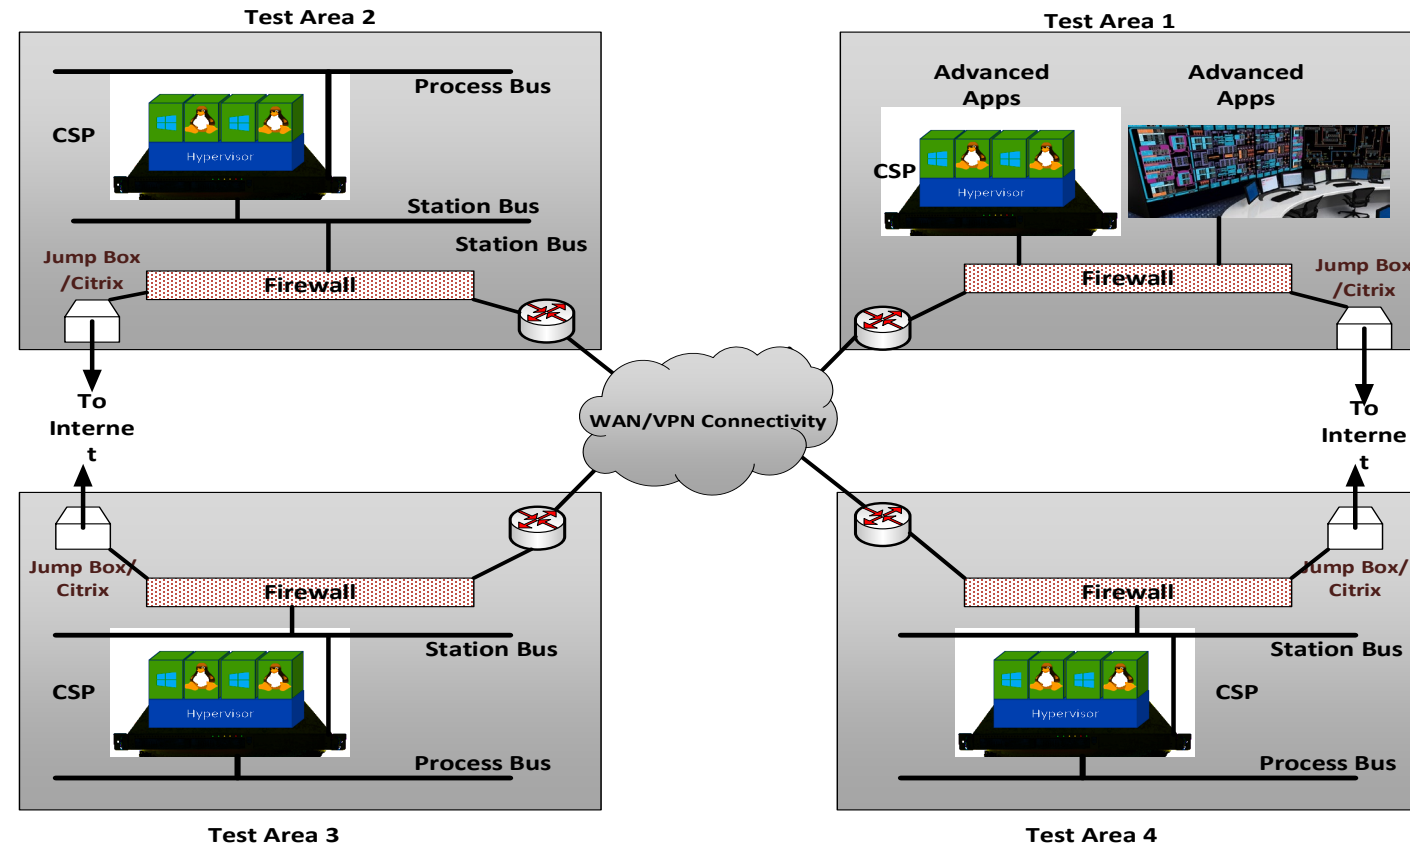 Test Area 2
Process Bus
CSP
Hypervisor
Station Bus
Station Bus
Jump Box
/Citrix
Firewall
To
Interne
t
Test Area 1
Advanced
Apps
Advanced
Apps
CSP
Hypervisor
Firewall
Jump Box
/Citrix
To
Interne
t
WAN/VPN Connectivity
Jump Box/
Citrix
Firewall
Station Bus
CSP
Hypervisor
Process Bus
Test Area 3
Jump Box/
Citrix
Firewall
Station Bus
CSP
Hypervisor
Process Bus
Test Area 4